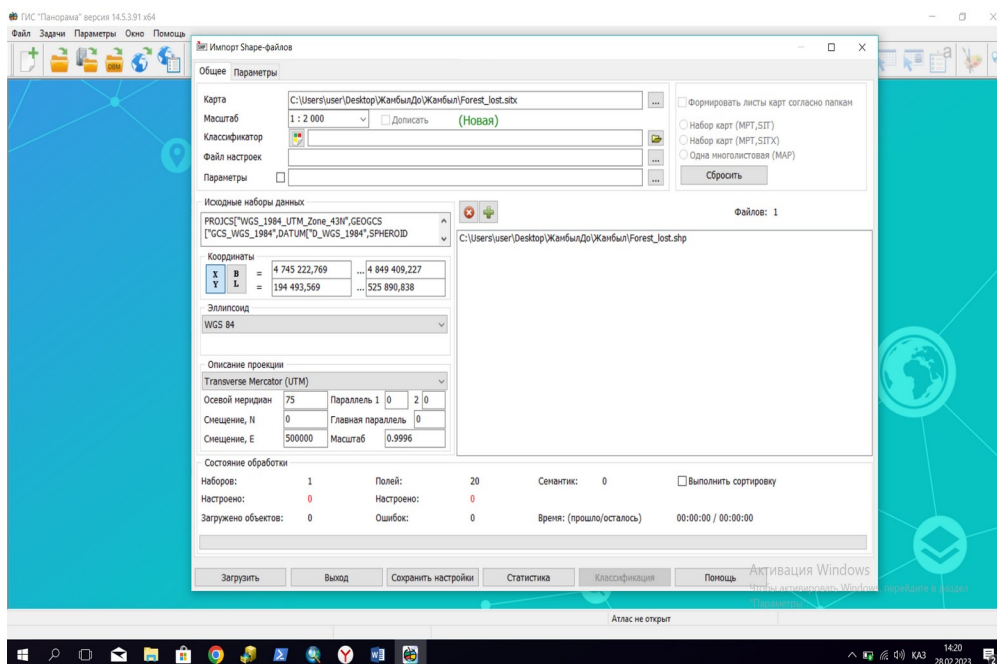 ГИС "Панорама" версия 14.5.3.91 x64
Файл Задачи Параметры Окно Помощь
Импорт Shape-файлов
Общее Параметры
Карта C:\Users\user\Desktop\ЖамбылДо\Жамбыл\Forest_lost.sitx ...
Масштаб 1 : 2 000 Дописать (Новая)
Классификатор
Файл настроек ...
Параметры ...
Формировать листы карт согласно папкам
Набор карт (MPT,SIT)
Набор карт (MPT,SITX)
Одна многолистовая (MAP)
Сбросить
Исходные наборы данных
PROJCS["WGS_1984_UTM_Zone_43N",GEOGCS
["GCS_WGS_1984",DATUM["D_WGS_1984",SPHEROID
Файлов: 1
C:\Users\user\Desktop\ЖамбылДо\Жамбыл\Forest_lost.shp
Координаты
X Y B L
= 4 745 222,769 ... 4 849 409,227
= 194 493,569 ... 525 890,838
Эллипсоид
WGS 84
Описание проекции
Transverse Mercator (UTM)
Осевой меридиан 75 Параллель 1 0 2 0
Смещение, N 0 Главная параллель 0
Смещение, E 500000 Масштаб 0.9996
Состояние обработки
Наборов: 1 Полей: 20 Семантик: 0 Выполнить сортировку
Настроено: 0 Настроено: 0
Загружено объектов: 0 Ошибок: 0 Время: (прошло/осталось) 00:00:00 / 00:00:00
Загрузить Выход Сохранить настройки Статистика Классификация Помощь
Активация Windows
Чтобы активировать Windows, перейдите в раздел
"Параметры
Атлас не открыт
КАЗ 14:20
28.02.2023